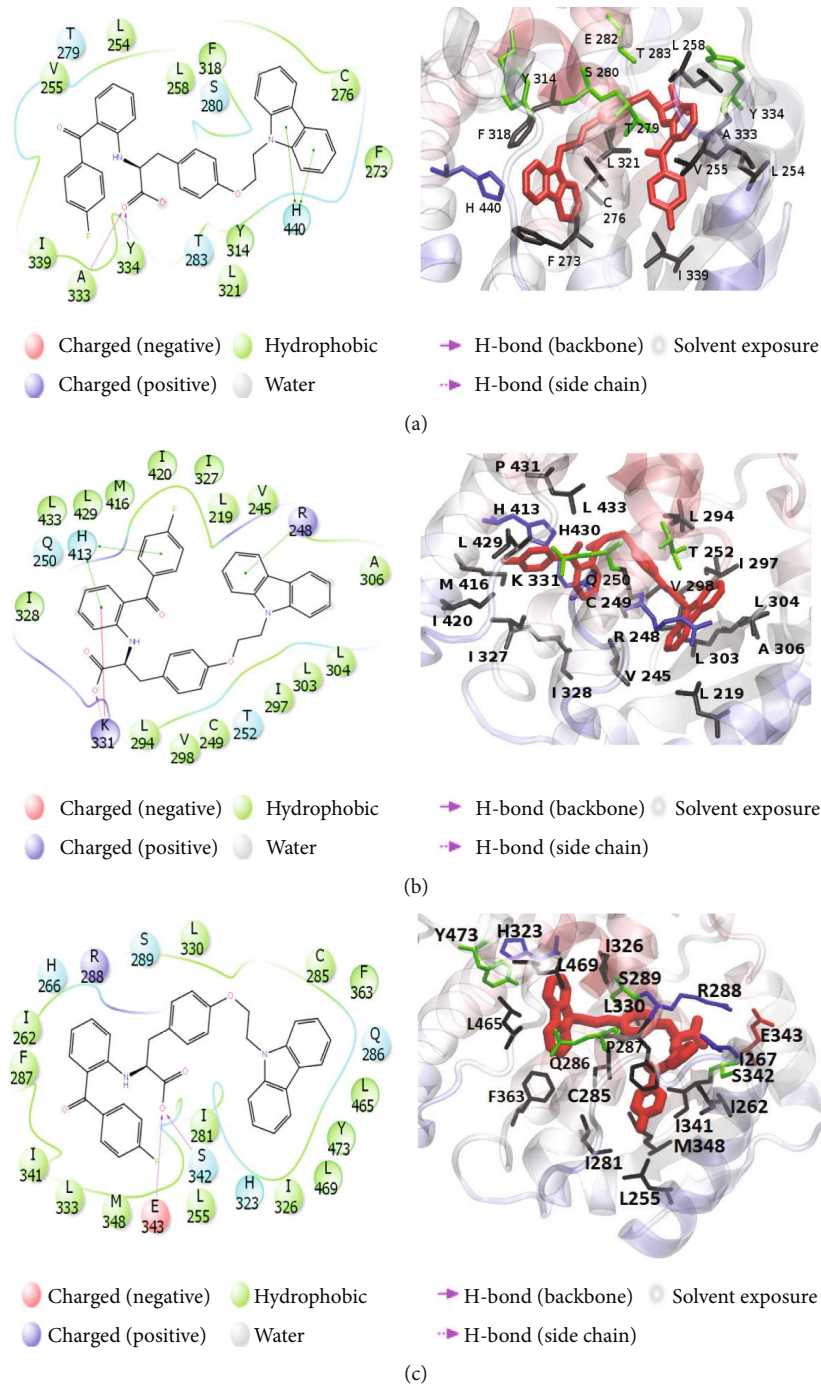 T 279
L 254
V 255
L 258
F 318
S 280
C 276
F 273
O
HN
N
O
O
O⁻
F
H 440
I 339
A 333
Y 334
T 283
Y 314
L 321
E 282
T 283
L 258
S 280
Y 314
Y 334
F 318
T 279
A 333
L 321
V 255
L 254
H 440
C 276
F 273
I 339
Charged (negative)
Hydrophobic
H-bond (backbone)
Solvent exposure
Charged (positive)
Water
H-bond (side chain)
(a)
I 420
I 327
M 416
L 429
L 433
L 219
V 245
R 248
Q 250
H 413
F
A 306
I 328
O
N
NH
O
O
O⁻
L 304
L 303
I 297
K 331
L 294
V 298
C 249
T 252
P 431
H 413
L 433
L 294
H430
L 429
T 252
I 297
M 416
K 331
Q 250
V 298
I 420
C 249
L 304
R 248
A 306
I 327
L 303
V 245
I 328
L 219
Charged (negative)
Hydrophobic
H-bond (backbone)
Solvent exposure
Charged (positive)
Water
H-bond (side chain)
(b)
S 289
L 330
R 288
H 266
C 285
F 363
O
Q 286
I 262
N
F 287
HN
O
O⁻
O
L 465
I 281
Y 473
I 341
S 342
L 469
L 333
M 348
E 343
L 255
H 323
I 326
F
Y473
H323
I326
L469
S289
R288
L330
L465
E343
P287
I267
Q286
S342
F363
C285
I262
I341
M348
I281
L255
Charged (negative)
Hydrophobic
H-bond (backbone)
Solvent exposure
Charged (positive)
Water
H-bond (side chain)
(c)